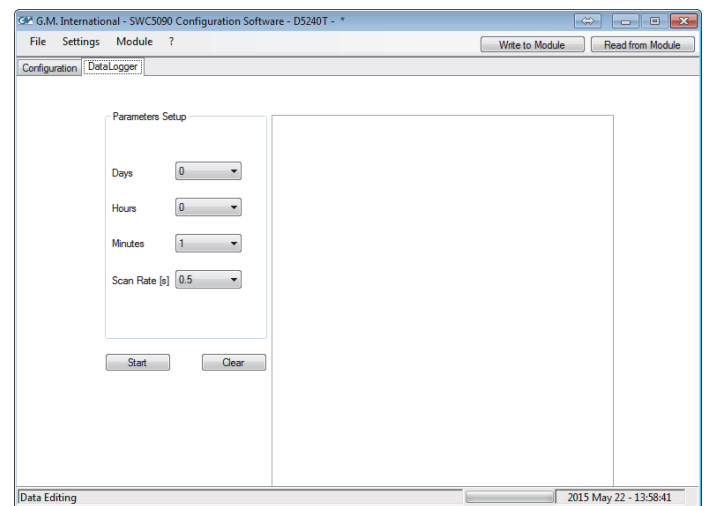 G.M. International - SWC5090 Configuration Software - D5240T - *
File Settings Module ? Write to Module Read from Module
Configuration DataLogger
Parameters Setup
Days 0
Hours 0
Minutes 1
Scan Rate [s] 0.5
Start Clear
Data Editing 2015 May 22 - 13:58:41